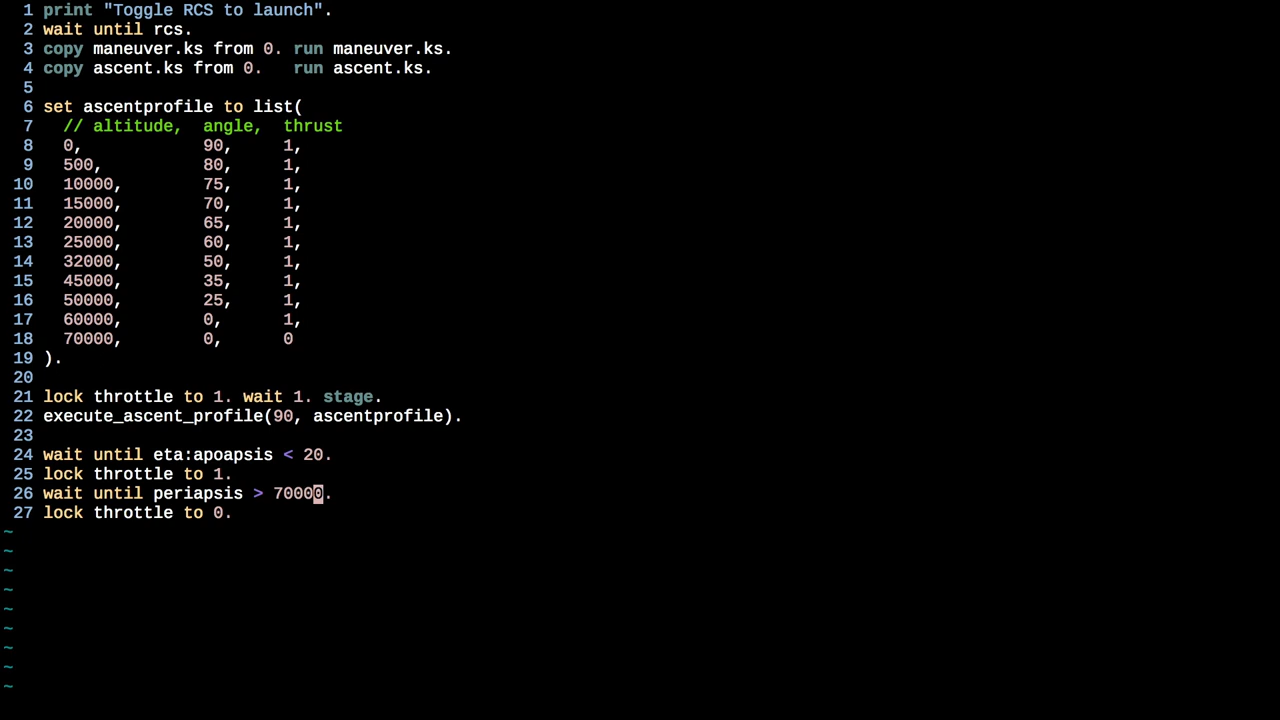 1 print "Toggle RCS to launch".
2 wait until rcs.
3 copy maneuver.ks from 0. run maneuver.ks.
4 copy ascent.ks from 0.   run ascent.ks.
5
6 set ascentprofile to list(
7   // altitude,  angle,  thrust
8   0,            90,     1,
9   500,          80,     1,
10   10000,        75,     1,
11   15000,        70,     1,
12   20000,        65,     1,
13   25000,        60,     1,
14   32000,        50,     1,
15   45000,        35,     1,
16   50000,        25,     1,
17   60000,        0,      1,
18   70000,        0,      0
19 ).
20
21 lock throttle to 1. wait 1. stage.
22 execute_ascent_profile(90, ascentprofile).
23
24 wait until eta:apoapsis < 20.
25 lock throttle to 1.
26 wait until periapsis > 70000.
27 lock throttle to 0.
~
~
~
~
~
~
~
~
~